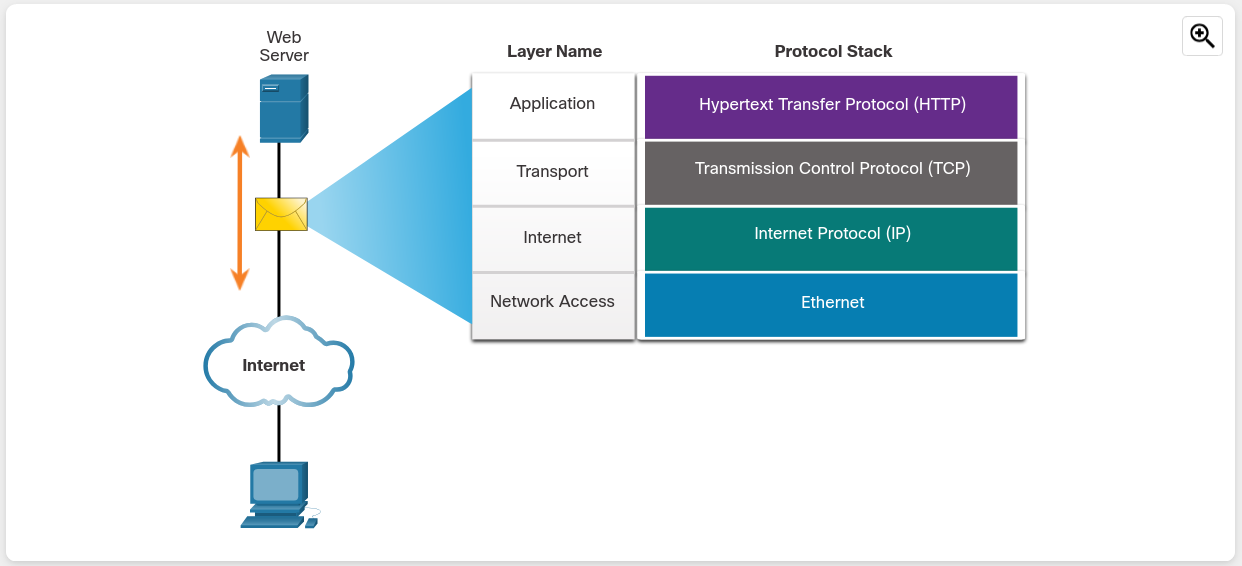 Web
Server
Layer Name
Protocol Stack
Application
Hypertext Transfer Protocol (HTTP)
Transport
Transmission Control Protocol (TCP)
Internet
Internet Protocol (IP)
Network Access
Ethernet
Internet